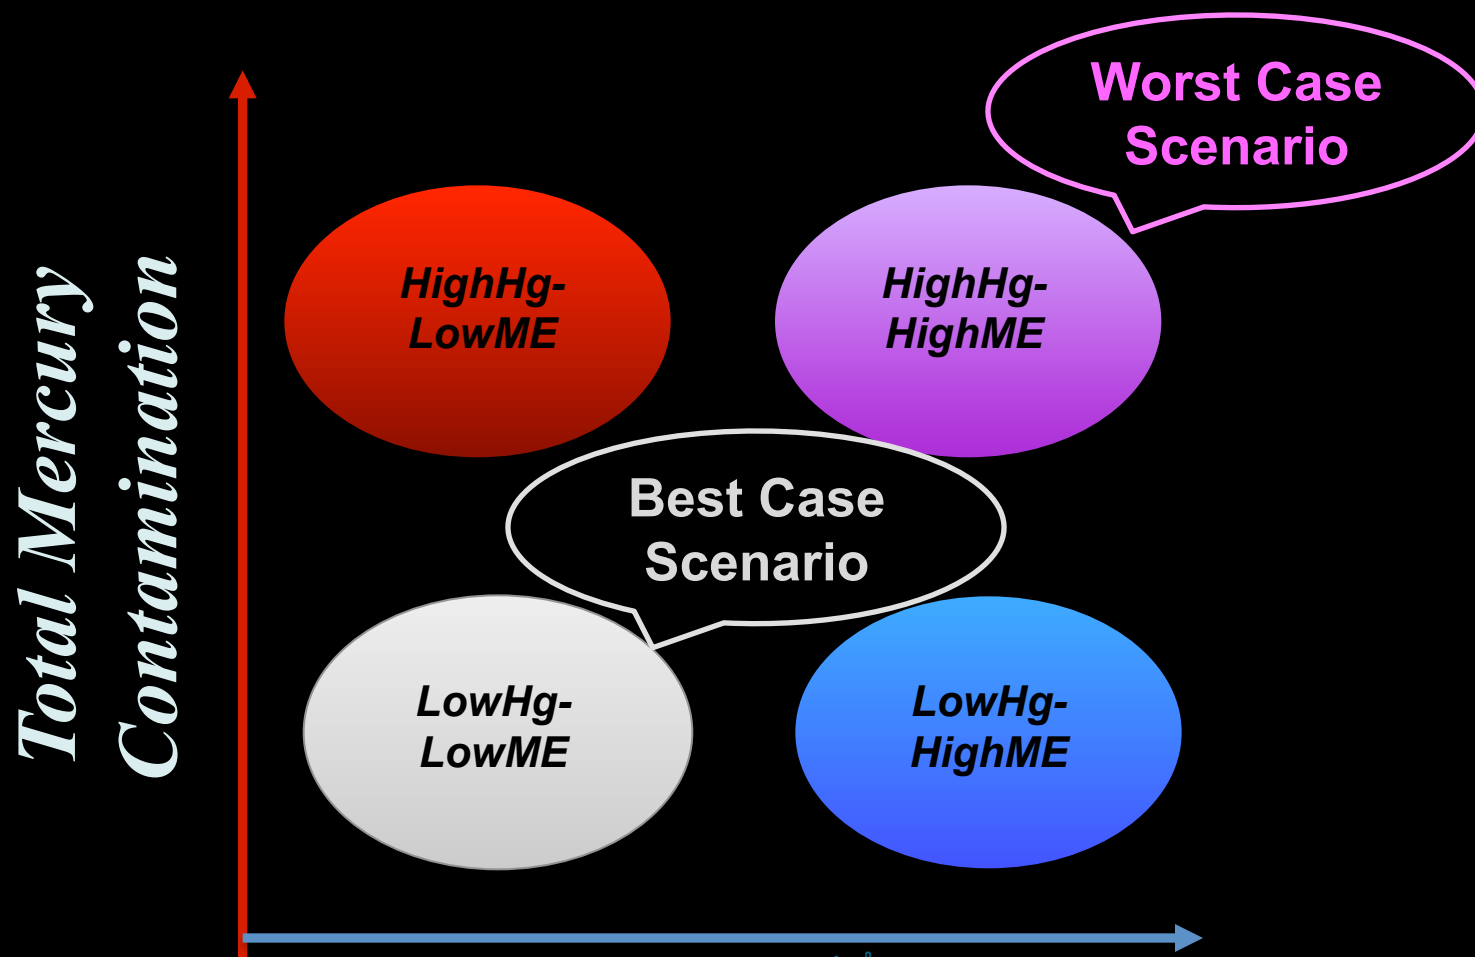 Worst Case
Scenario
HighHg-
LowME
HighHg-
HighME
Total Mercury
Contamination
Best Case
Scenario
LowHg-
LowME
LowHg-
HighME